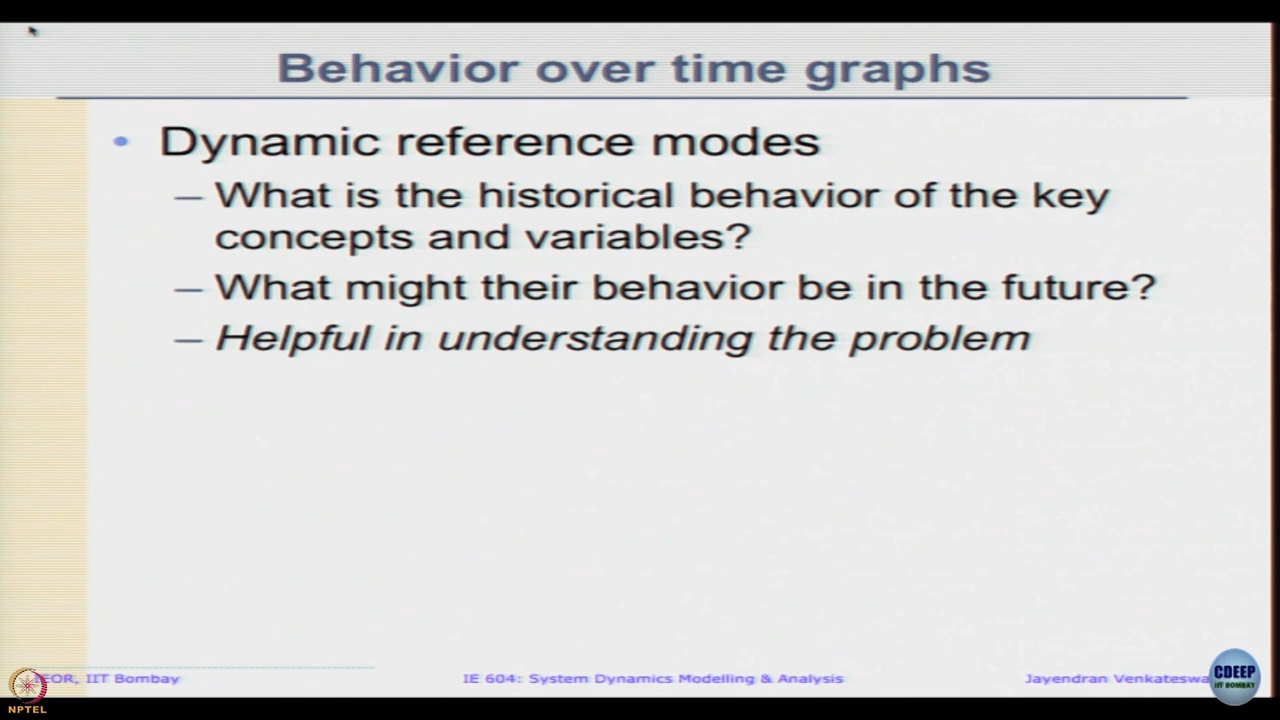 Behavior over time graphs
• Dynamic reference modes
– What is the historical behavior of the key
concepts and variables?
– What might their behavior be in the future?
– Helpful in understanding the problem
IEOR, IIT Bombay
IE 604: System Dynamics Modelling & Analysis
Jayendran
CDEEP
IIT BOMBAY
NPTEL